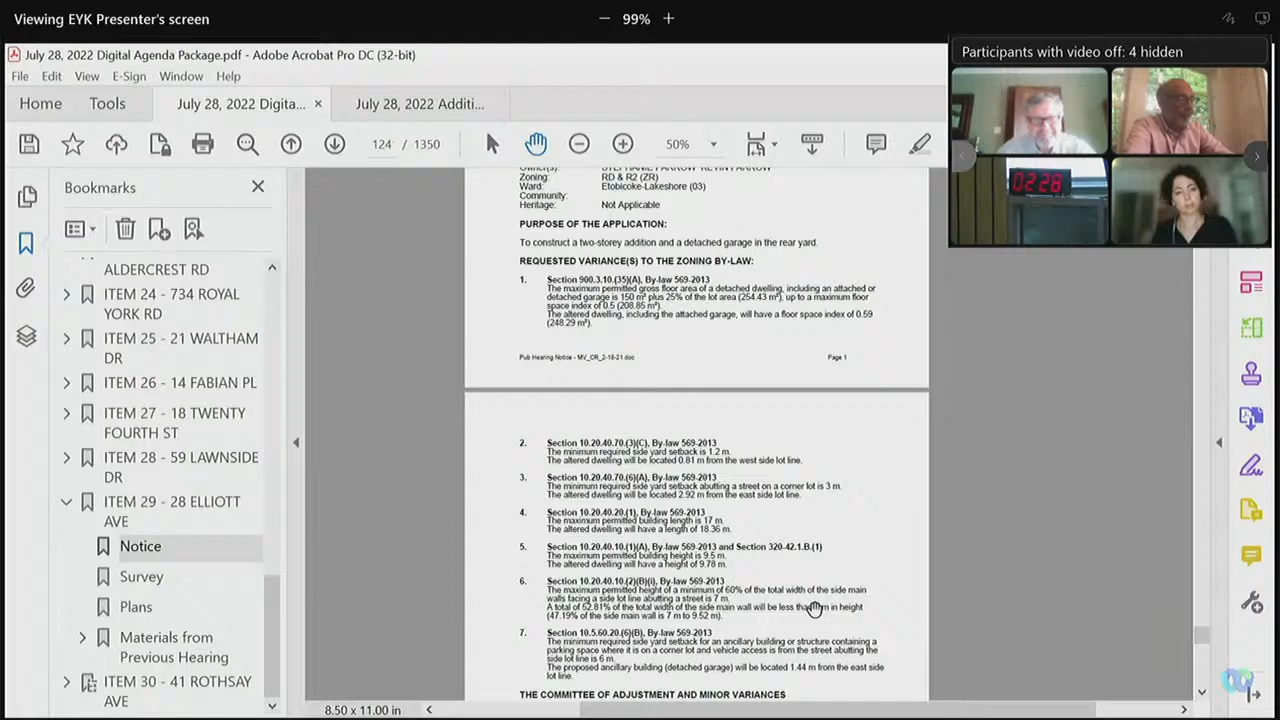 Viewing EYK Presenter's screen
99%
Participants with video off: 4 hidden
July 28, 2022 Digital Agenda Package.pdf - Adobe Acrobat Pro DC (32-bit)
File Edit View E-Sign Window Help
Home Tools July 28, 2022 Digita... × July 28, 2022 Additi...
124 / 1350 50%
02:28
Bookmarks
ALDERCREST RD
ITEM 24 - 734 ROYAL
YORK RD
ITEM 25 - 21 WALTHAM
DR
ITEM 26 - 14 FABIAN PL
ITEM 27 - 18 TWENTY
FOURTH ST
ITEM 28 - 59 LAWNSIDE
DR
ITEM 29 - 28 ELLIOTT
AVE
Notice
Survey
Plans
Materials from
Previous Hearing
ITEM 30 - 41 ROTHSAY
AVE
Zoning: RD & R2 (ZR)
Ward: Etobicoke-Lakeshore (03)
Community:
Heritage: Not Applicable
PURPOSE OF THE APPLICATION:
To construct a two-storey addition and a detached garage in the rear yard.
REQUESTED VARIANCE(S) TO THE ZONING BY-LAW:
1. Section 900.3.10.(35)(A), By-law 569-2013
The maximum permitted gross floor area of a detached dwelling, including an attached or
detached garage is 150 m² plus 25% of the lot area (254.43 m²), up to a maximum floor
space index of 0.5 (208.85 m²).
The altered dwelling, including the attached garage, will have a floor space index of 0.59
(248.29 m²).
Pub Hearing Notice - MV_CR_2-18-21.doc Page 1
2. Section 10.20.40.70.(3)(C), By-law 569-2013
The minimum required side yard setback is 1.2 m.
The altered dwelling will be located 0.81 m from the west side lot line.
3. Section 10.20.40.70.(6)(A), By-law 569-2013
The minimum required side yard setback abutting a street on a corner lot is 3 m.
The altered dwelling will be located 2.92 m from the east side lot line.
4. Section 10.20.40.20.(1), By-law 569-2013
The maximum permitted building length is 17 m.
The altered dwelling will have a length of 18.36 m.
5. Section 10.20.40.10.(1)(A), By-law 569-2013 and Section 320-42.1.B.(1)
The maximum permitted building height is 9.5 m.
The altered dwelling will have a height of 9.78 m.
6. Section 10.20.40.10.(2)(B)(i), By-law 569-2013
The maximum permitted height of a minimum of 60% of the total width of the side main
walls facing a side lot line abutting a street is 7 m.
A total of 52.81% of the total width of the side main wall will be less in height
(47.19% of the side main wall is 7 m to 9.52 m).
7. Section 10.5.60.20.(6)(B), By-law 569-2013
The minimum required side yard setback for an ancillary building or structure containing a
parking space where it is on a corner lot and vehicle access is from the street abutting the
side lot line is 6 m.
The proposed ancillary building (detached garage) will be located 1.44 m from the east side
lot line.
THE COMMITTEE OF ADJUSTMENT AND MINOR VARIANCES
8.50 x 11.00 in